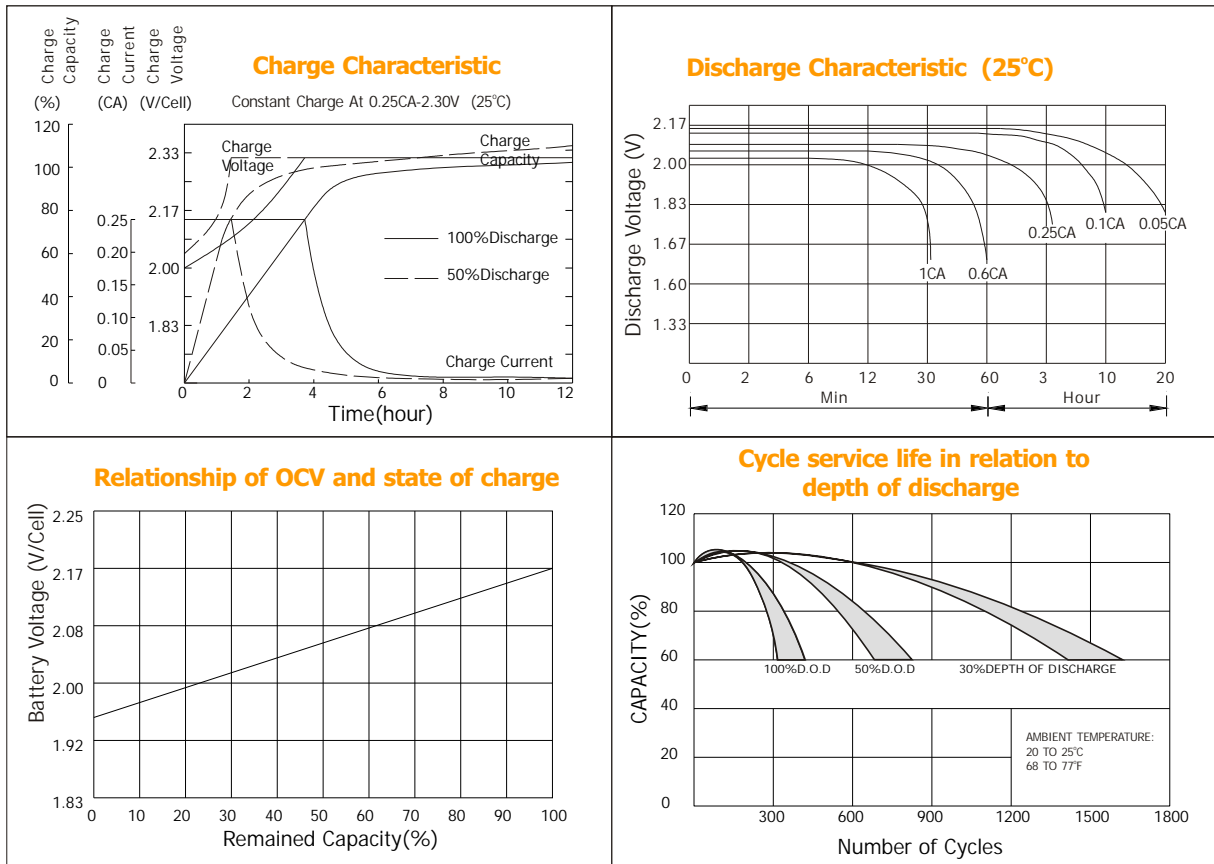 Charge Characteristic
Constant Charge At 0.25CA-2.30V (25°C)
Charge
Capacity
Charge
Current
Charge
Voltage
(%)
(CA)
(V/Cell)
120
100
80
60
40
20
0
0.25
0.20
0.15
0.10
0.05
0
2.33
2.17
2.00
1.83
Charge
Voltage
Charge
Capacity
100%Discharge
50%Discharge
Charge Current
0 2 4 6 8 10 12
Time(hour)
Discharge Characteristic (25°C)
Discharge Voltage (V)
2.17
2.00
1.83
1.67
1.60
1.33
1CA
0.6CA
0.25CA
0.1CA
0.05CA
0 2 6 12 30 60 3 10 20
Min
Hour
Relationship of OCV and state of charge
Battery Voltage (V/Cell)
2.25
2.17
2.08
2.00
1.92
1.83
0 10 20 30 40 50 60 70 80 90 100
Remained Capacity(%)
Cycle service life in relation to
depth of discharge
CAPACITY(%)
120
100
80
60
40
20
0
100%D.O.D
50%D.O.D
30%DEPTH OF DISCHARGE
AMBIENT TEMPERATURE:
20 TO 25°C
68 TO 77°F
300 600 900 1200 1500 1800
Number of Cycles